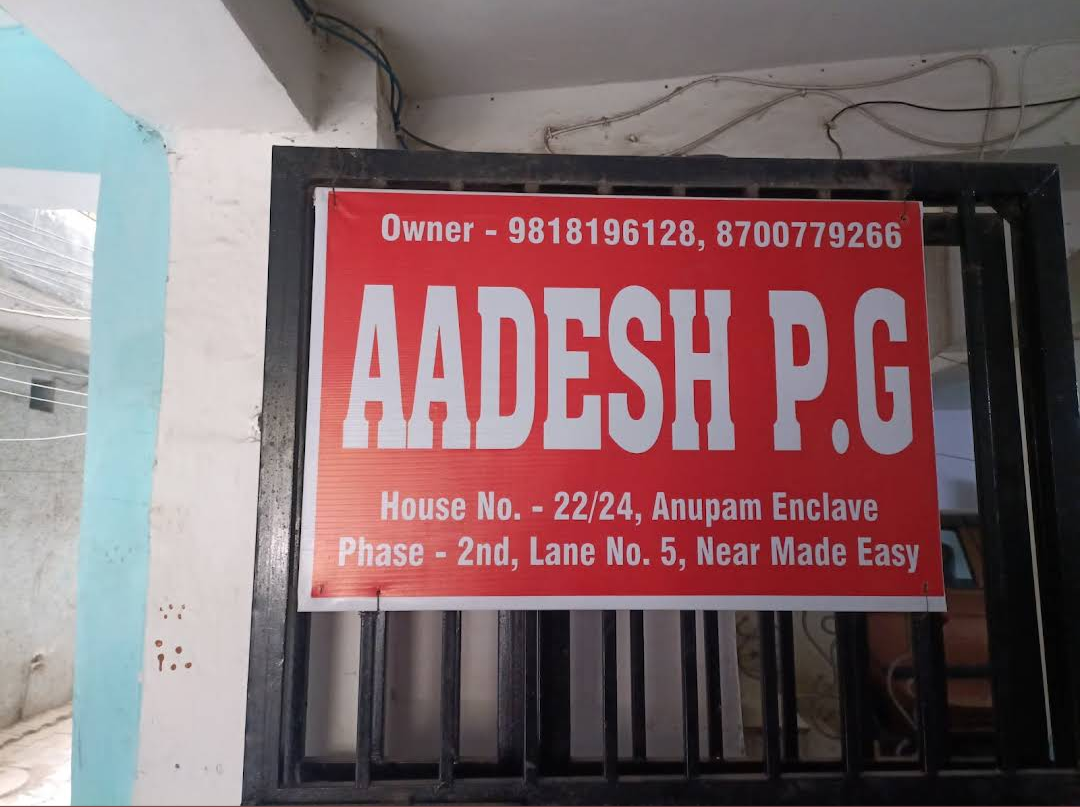 Owner - 9818196128, 8700779266
AADESH P.G
House No. - 22/24, Anupam Enclave
Phase - 2nd, Lane No. 5, Near Made Easy